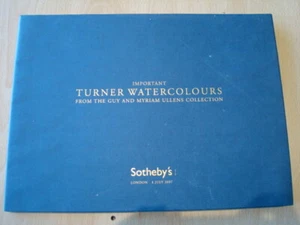 IMPORTANT
TURNER WATERCOLOURS
FROM THE GUY AND MYRIAM ULLENS COLLECTION
Sotheby's
LONDON 5 JULY 2007